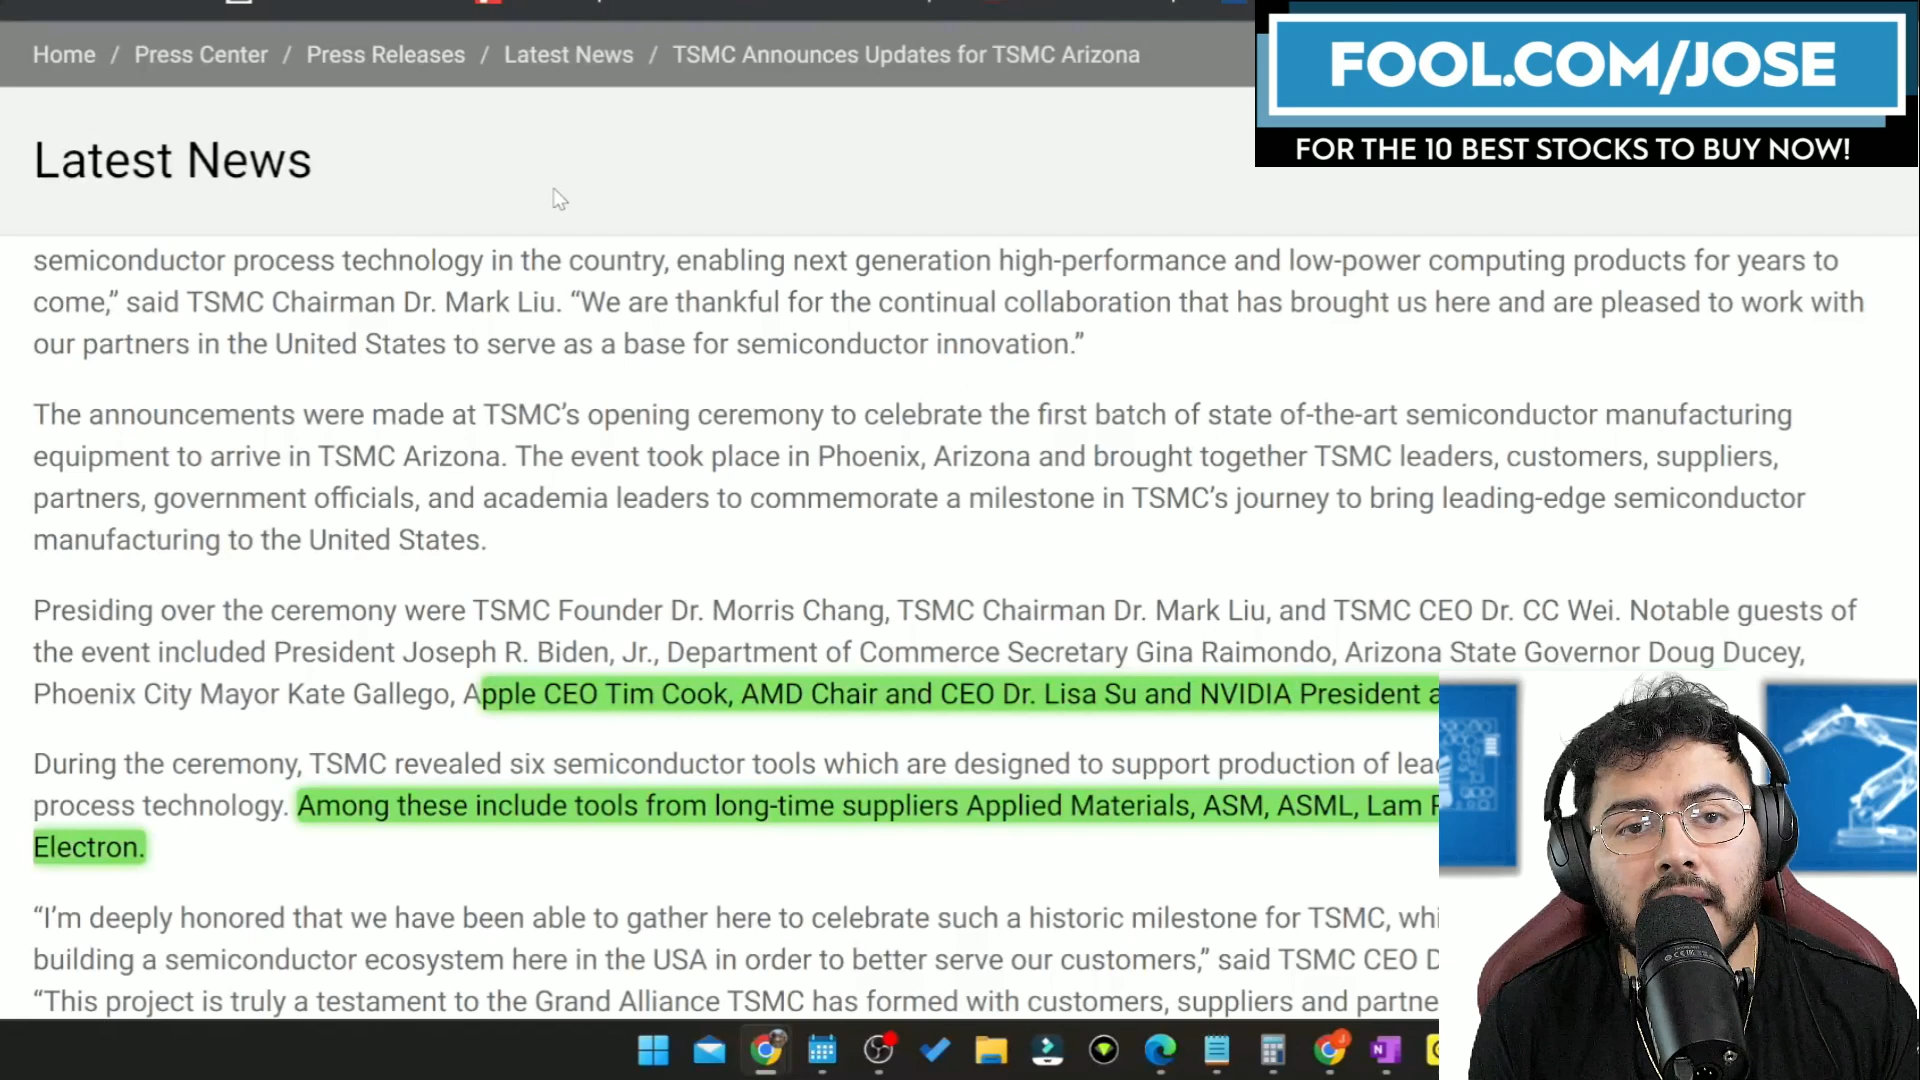 Home / Press Center / Press Releases / Latest News / TSMC Announces Updates for TSMC Arizona
FOOL.COM/JOSE
FOR THE 10 BEST STOCKS TO BUY NOW!
Latest News
semiconductor process technology in the country, enabling next generation high-performance and low-power computing products for years to
come,” said TSMC Chairman Dr. Mark Liu. “We are thankful for the continual collaboration that has brought us here and are pleased to work with
our partners in the United States to serve as a base for semiconductor innovation.”
The announcements were made at TSMC’s opening ceremony to celebrate the first batch of state of-the-art semiconductor manufacturing
equipment to arrive in TSMC Arizona. The event took place in Phoenix, Arizona and brought together TSMC leaders, customers, suppliers,
partners, government officials, and academia leaders to commemorate a milestone in TSMC’s journey to bring leading-edge semiconductor
manufacturing to the United States.
Presiding over the ceremony were TSMC Founder Dr. Morris Chang, TSMC Chairman Dr. Mark Liu, and TSMC CEO Dr. CC Wei. Notable guests of
the event included President Joseph R. Biden, Jr., Department of Commerce Secretary Gina Raimondo, Arizona State Governor Doug Ducey,
Phoenix City Mayor Kate Gallego, Apple CEO Tim Cook, AMD Chair and CEO Dr. Lisa Su and NVIDIA President
During the ceremony, TSMC revealed six semiconductor tools which are designed to support production of
process technology. Among these include tools from long-time suppliers Applied Materials, ASM, ASML, Lam
Electron.
“I’m deeply honored that we have been able to gather here to celebrate such a historic milestone for TSMC,
building a semiconductor ecosystem here in the USA in order to better serve our customers,” said TSMC CEO
“This project is truly a testament to the Grand Alliance TSMC has formed with customers, suppliers and